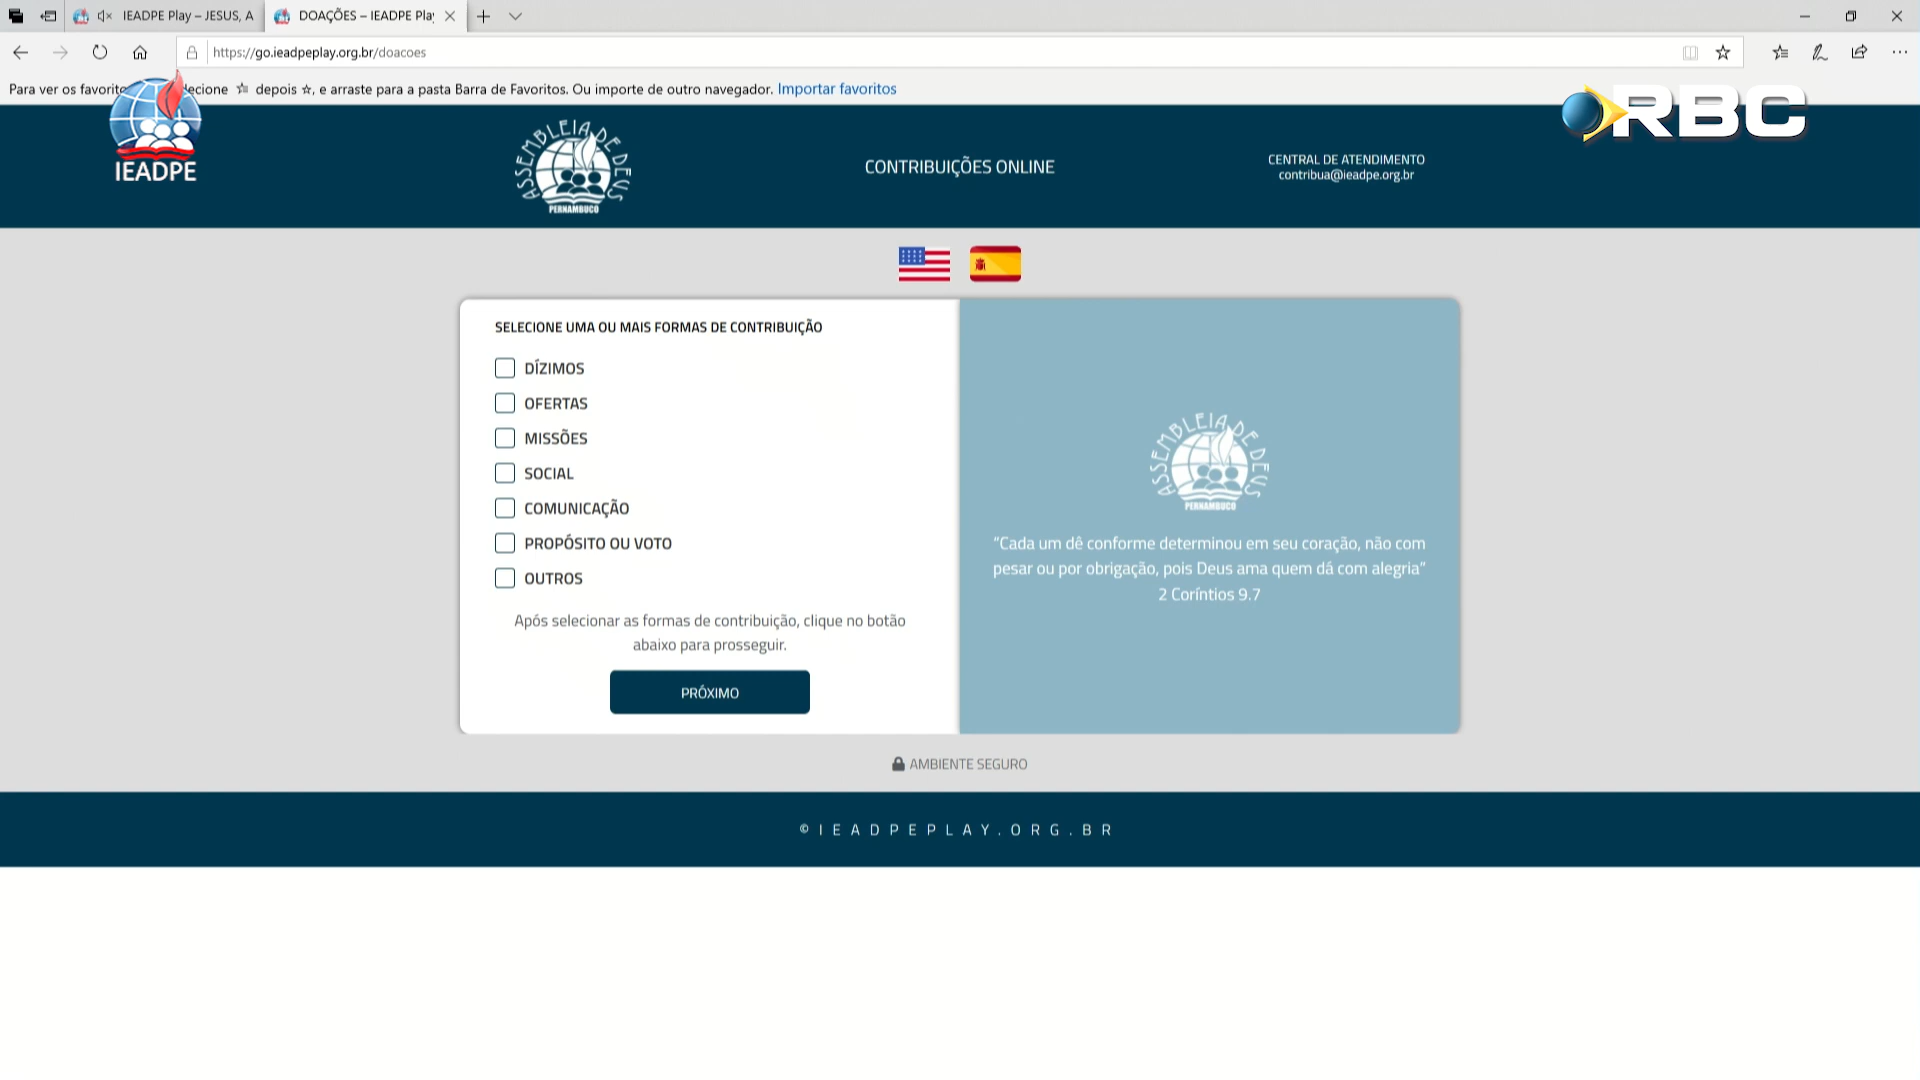 IEADPE Play – JESUS, A
DOAÇÕES – IEADPE Play
https://go.ieadpeplay.org.br/doacoes
Para ver os favorito
lecione
depois ☆, e arraste para a pasta Barra de Favoritos. Ou importe de outro navegador. Importar favoritos
IEADPE
RBC
ASSEMBLEIA DE DEUS
PERNAMBUCO
CONTRIBUIÇÕES ONLINE
CENTRAL DE ATENDIMENTO
contribua@ieadpe.org.br
SELECIONE UMA OU MAIS FORMAS DE CONTRIBUIÇÃO
DÍZIMOS
OFERTAS
MISSÕES
SOCIAL
COMUNICAÇÃO
PROPÓSITO OU VOTO
OUTROS
Após selecionar as formas de contribuição, clique no botão
abaixo para prosseguir.
PRÓXIMO
ASSEMBLEIA DE DEUS
PERNAMBUCO
"Cada um dê conforme determinou em seu coração, não com
pesar ou por obrigação, pois Deus ama quem dá com alegria"
2 Coríntios 9.7
AMBIENTE SEGURO
© IEADPEPLAY.ORG.BR